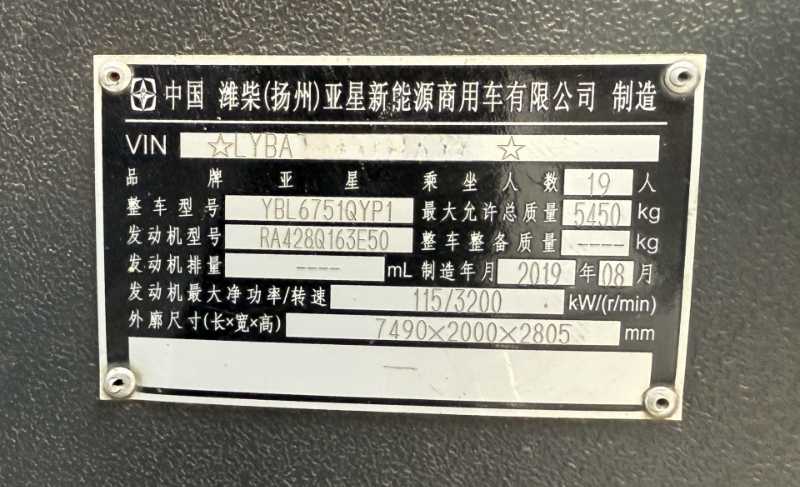 中国 潍柴(扬州)亚星新能源商用车有限公司 制造
VIN ☆LYBA ☆
品牌 亚星 乘坐人数 19 人
整车型号 YBL6751QYP1 最大允许总质量 5450 kg
发动机型号 RA428Q163E50 整车整备质量 ---- kg
发动机排量 ---- mL 制造年月 2019 年 08 月
发动机最大净功率/转速 115/3200 kW/(r/min)
外廓尺寸(长×宽×高) 7490×2000×2805 mm
—